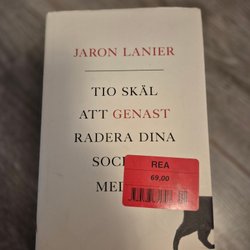 JARON LANIER
TIO SKÄL
ATT GENAST
RADERA DINA
SOC
MED
REA
69,00